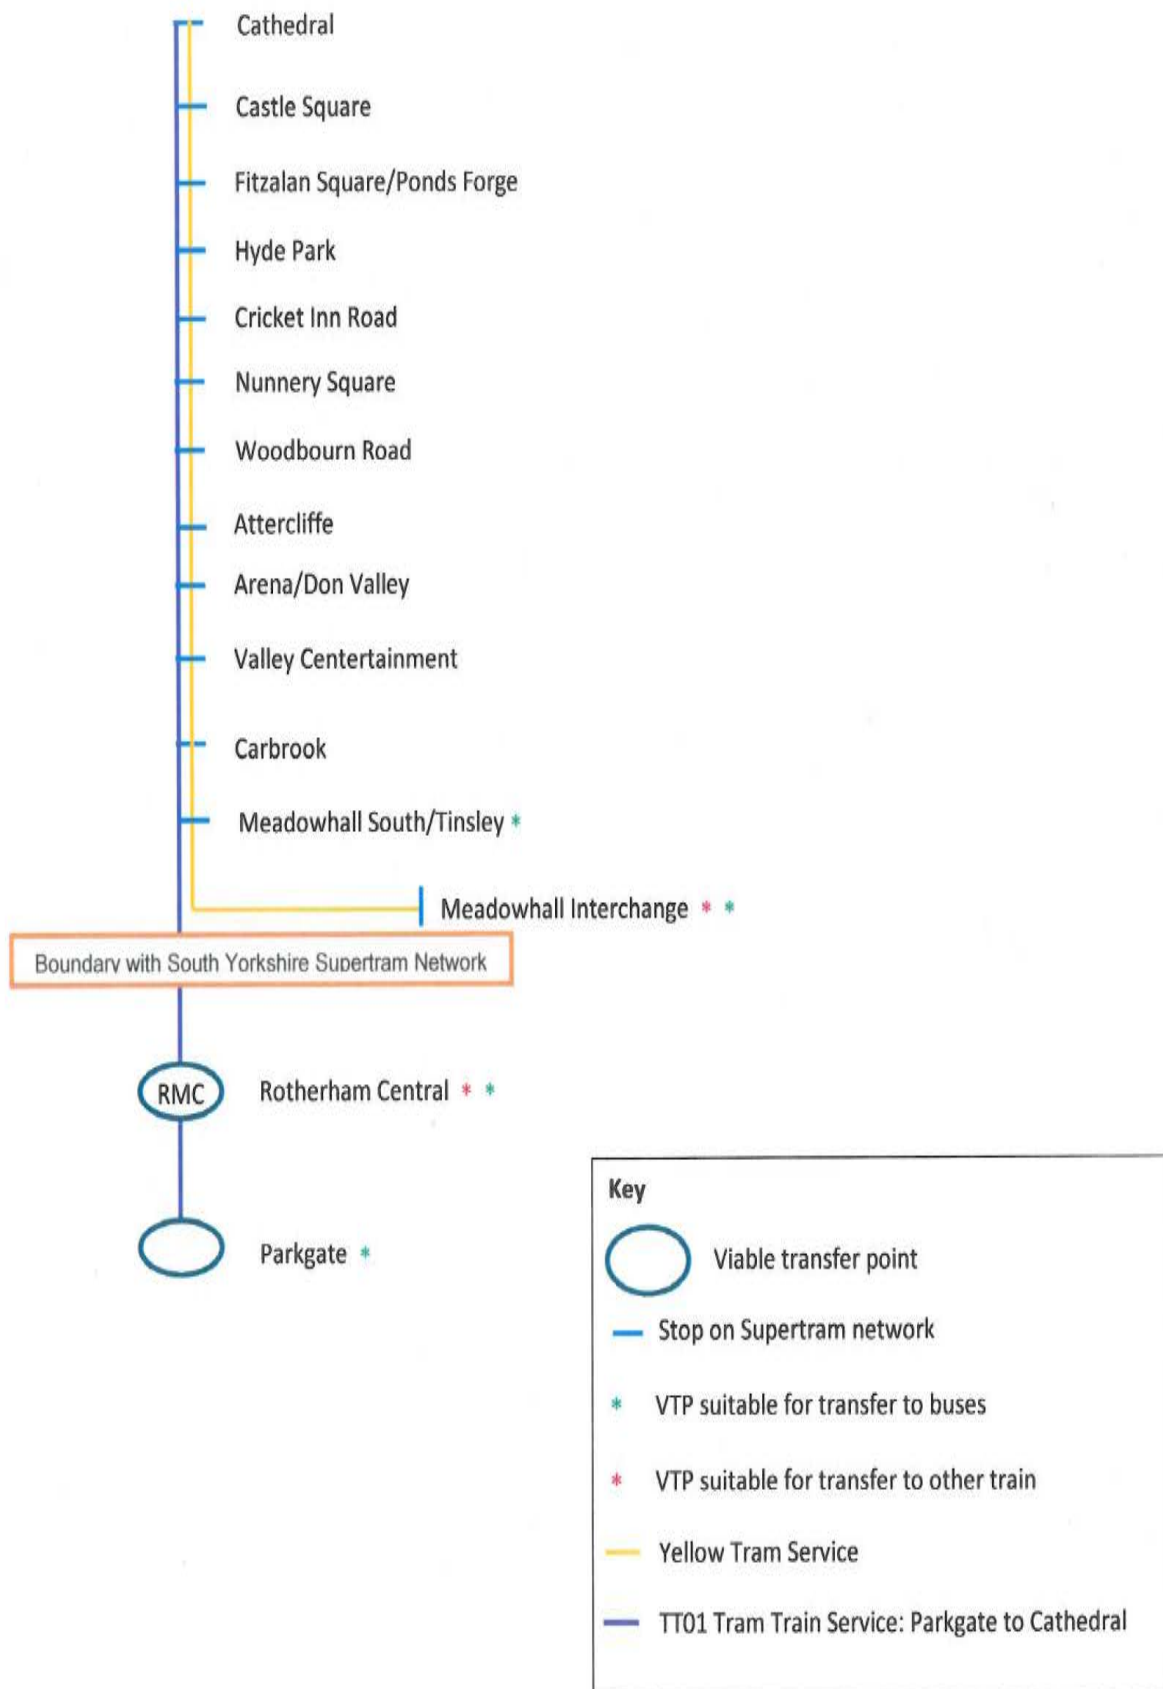 Cathedral
Castle Square
Fitzalan Square/Ponds Forge
Hyde Park
Cricket Inn Road
Nunnery Square
Woodbourn Road
Attercliffe
Arena/Don Valley
Valley Centertainment
Carbrook
Meadowhall South/Tinsley *
Meadowhall Interchange * *
Boundary with South Yorkshire Supertram Network
RMC Rotherham Central * *
Parkgate *
Key
Viable transfer point
Stop on Supertram network
* VTP suitable for transfer to buses
* VTP suitable for transfer to other train
Yellow Tram Service
TT01 Tram Train Service: Parkgate to Cathedral